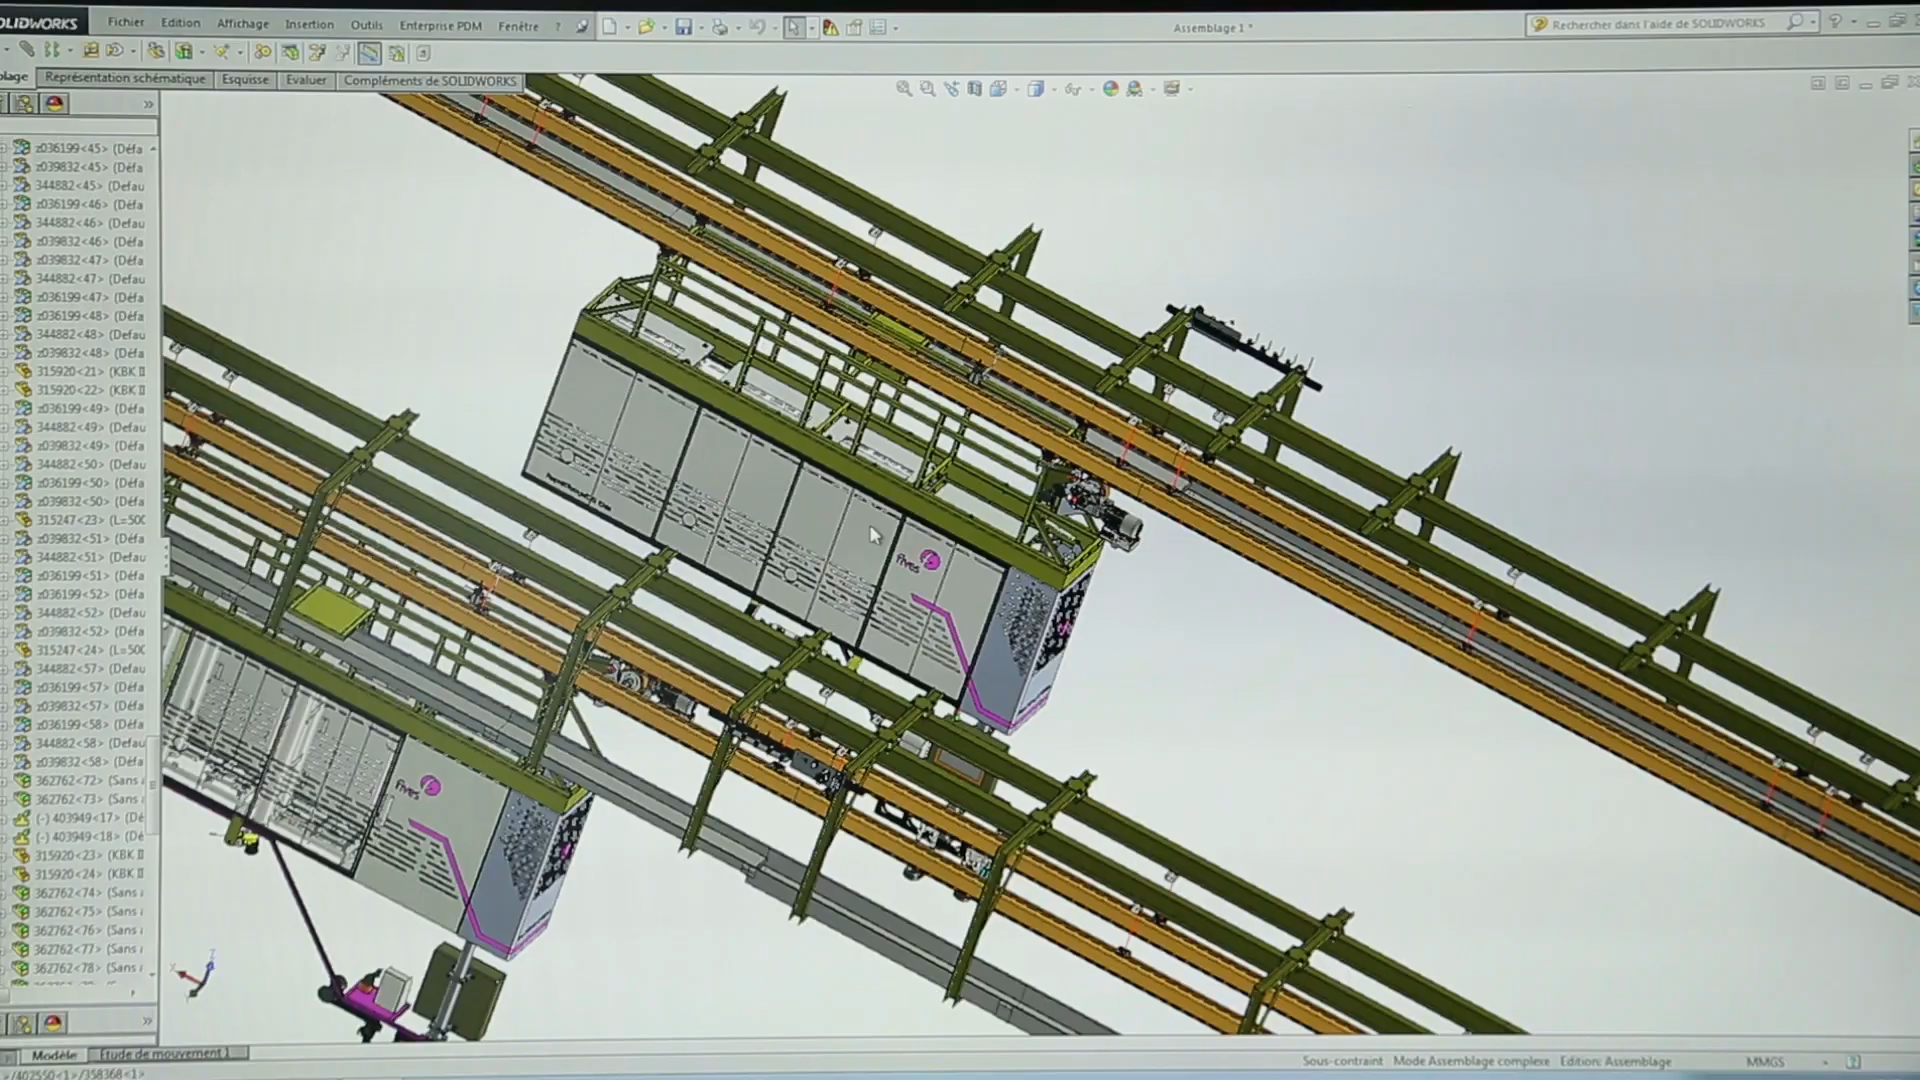 SOLIDWORKS
Fichier Edition Affichage Insertion Outils Enterprise PDM Fenêtre ?
Assemblage 1 *
Rechercher dans l'aide de SOLIDWORKS
blage Représentation schématique Esquisse Evaluer Compléments de SOLIDWORKS
z036199<45> (Défa
z039832<45> (Défa
344882<45> (Defau
z036199<46> (Défa
344882<46> (Defau
z039832<46> (Défa
z039832<47> (Défa
344882<47> (Defau
z036199<47> (Défa
z036199<48> (Défa
344882<48> (Defau
z039832<48> (Défa
315920<21> (KBK II
315920<22> (KBK II
z036199<49> (Défa
344882<49> (Defau
z039832<49> (Défa
344882<50> (Defau
z036199<50> (Défa
z039832<50> (Défa
315247<23> (L=500
z039832<51> (Défa
344882<51> (Defau
z036199<51> (Défa
z036199<52> (Défa
344882<52> (Defau
z039832<52> (Défa
315247<24> (L=500
344882<57> (Defau
z036199<57> (Défa
z039832<57> (Défa
z036199<58> (Défa
344882<58> (Defau
z039832<58> (Défa
362762<72> (Sans
362762<73> (Sans
(-) 403949<17> (Dé
(-) 403949<18> (Dé
315920<23> (KBK II
315920<24> (KBK II
362762<74> (Sans
362762<75> (Sans
362762<76> (Sans
362762<77> (Sans
362762<78> (Sans
fives
fives
Modèle Etude de mouvement 1
Sous-contraint Mode Assemblage complexe Edition: Assemblage MMGS
>/402550<1>/358368<1>